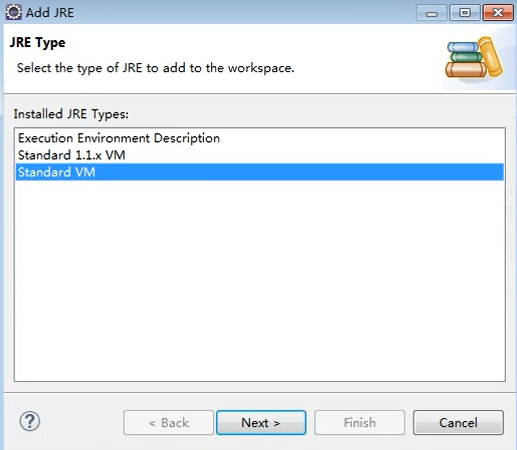 Add JRE
JRE Type
Select the type of JRE to add to the workspace.
Installed JRE Types:
Execution Environment Description
Standard 1.1.x VM
Standard VM
?
< Back
Next >
Finish
Cancel